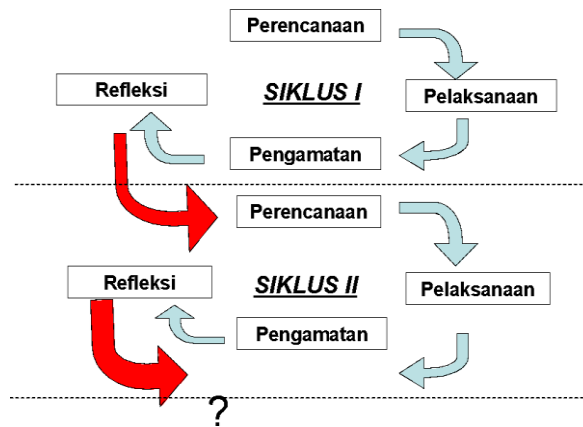 Perencanaan
Refleksi
SIKLUS I
Pelaksanaan
Pengamatan
Perencanaan
Refleksi
SIKLUS II
Pelaksanaan
Pengamatan
?